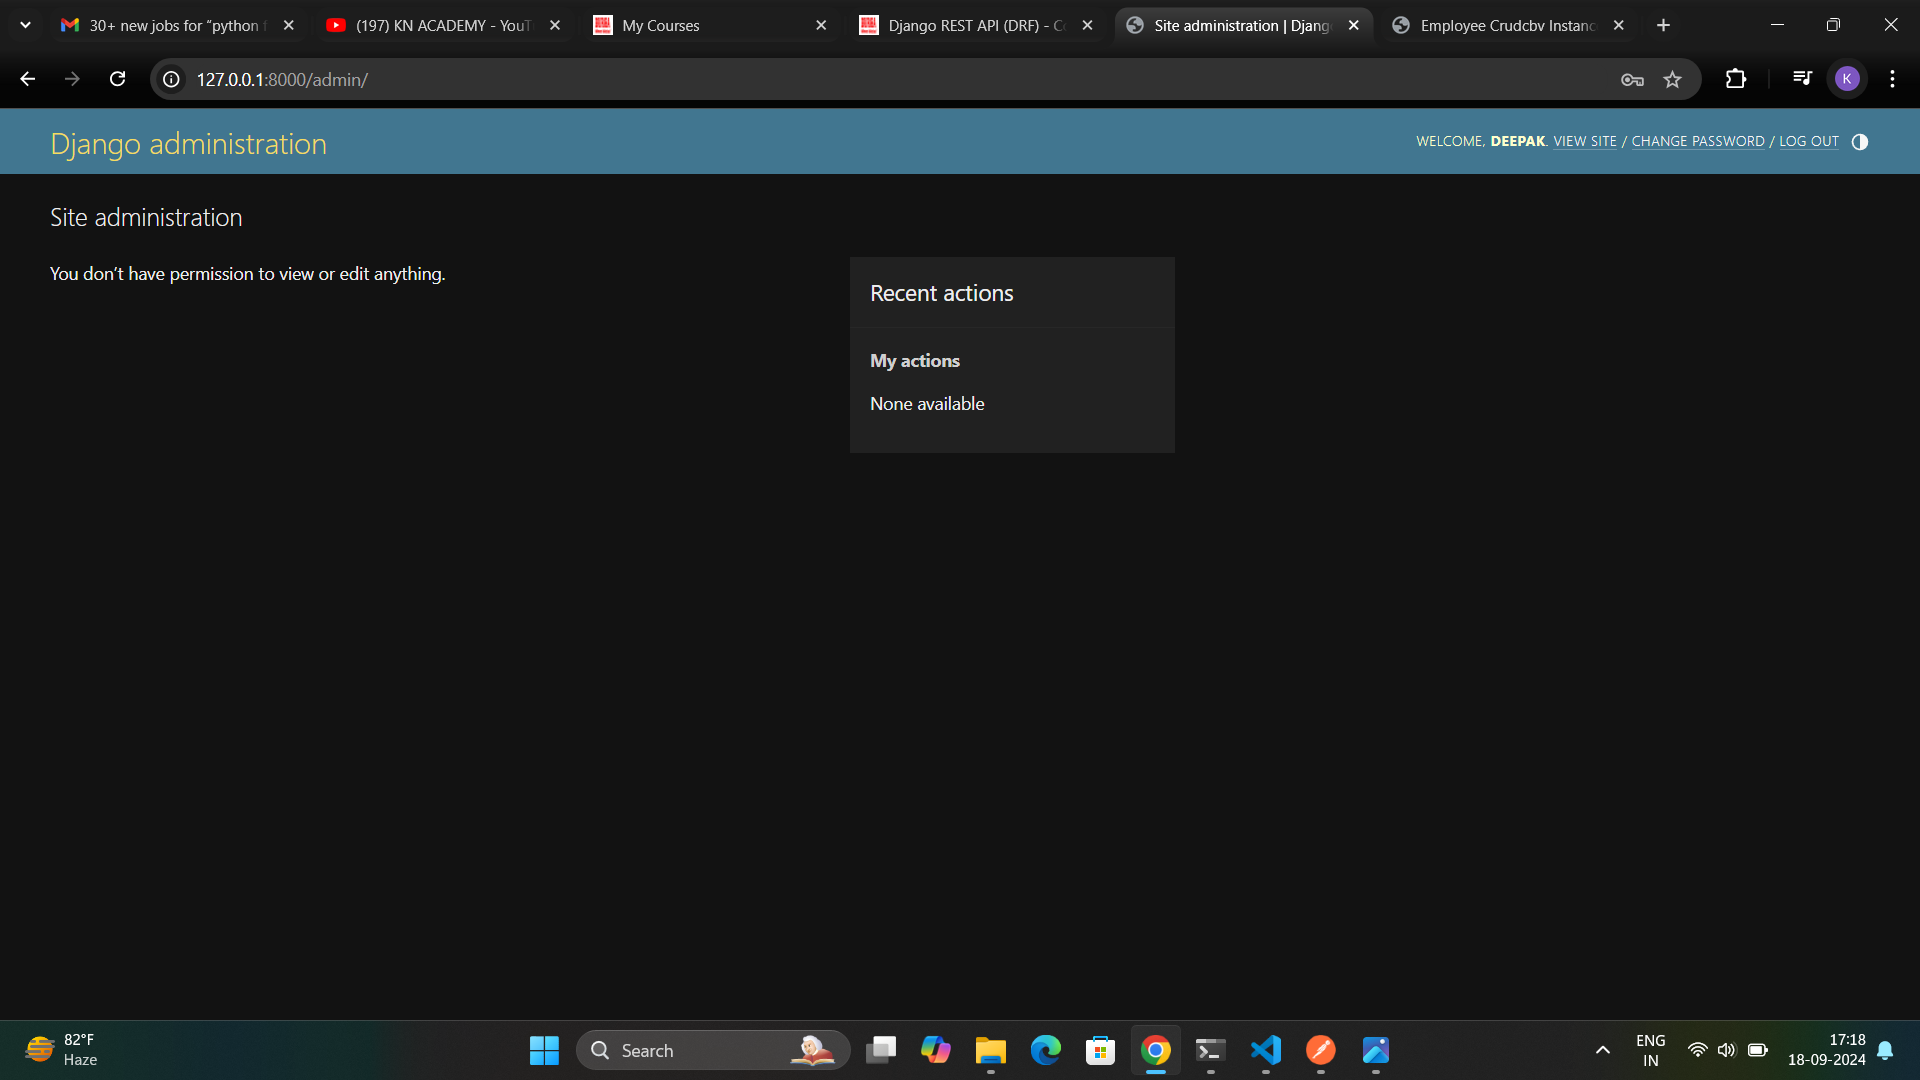 30+ new jobs for “python f
(197) KN ACADEMY - YouT
My Courses
Django REST API (DRF) - C
Site administration | Djang
Employee Crudcbv Instanc
127.0.0.1:8000/admin/
K
Django administration
WELCOME, DEEPAK. VIEW SITE / CHANGE PASSWORD / LOG OUT
Site administration
You don’t have permission to view or edit anything.
Recent actions
My actions
None available
82°F
Haze
Search
ENG
IN
17:18
18-09-2024